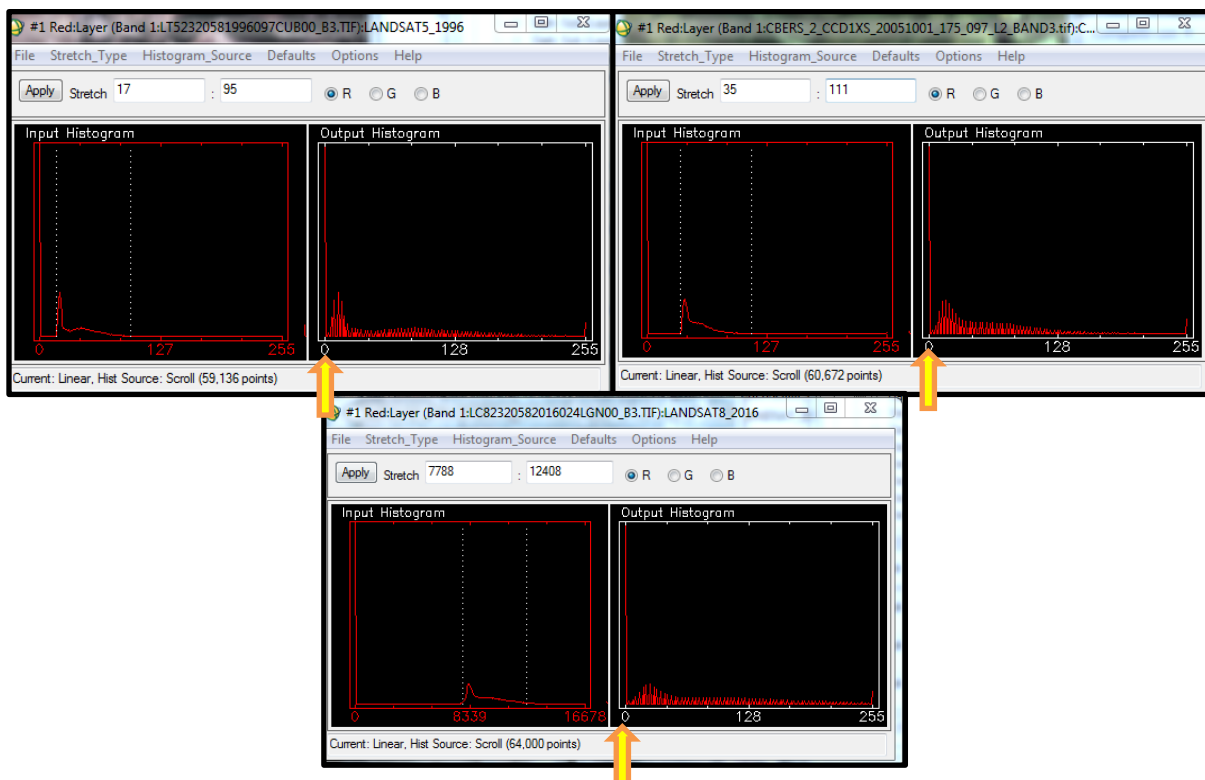 #1 Red:Layer (Band 1:LT52320581996097CUB00_B3.TIF):LANDSAT5_1996
File Stretch_Type Histogram_Source Defaults Options Help
Apply Stretch 17 : 95 R G B
Input Histogram Output Histogram
0 127 255 0 128 255
Current: Linear, Hist Source: Scroll (59,136 points)
#1 Red:Layer (Band 1:CBERS_2_CCD1XS_20051001_175_097_L2_BAND3.tif):C...
File Stretch_Type Histogram_Source Defaults Options Help
Apply Stretch 35 : 111 R G B
Input Histogram Output Histogram
0 127 255 0 128 255
Current: Linear, Hist Source: Scroll (60,672 points)
#1 Red:Layer (Band 1:LC82320582016024LGN00_B3.TIF):LANDSAT8_2016
File Stretch_Type Histogram_Source Defaults Options Help
Apply Stretch 7788 : 12408 R G B
Input Histogram Output Histogram
0 8339 16678 0 128 255
Current: Linear, Hist Source: Scroll (64,000 points)